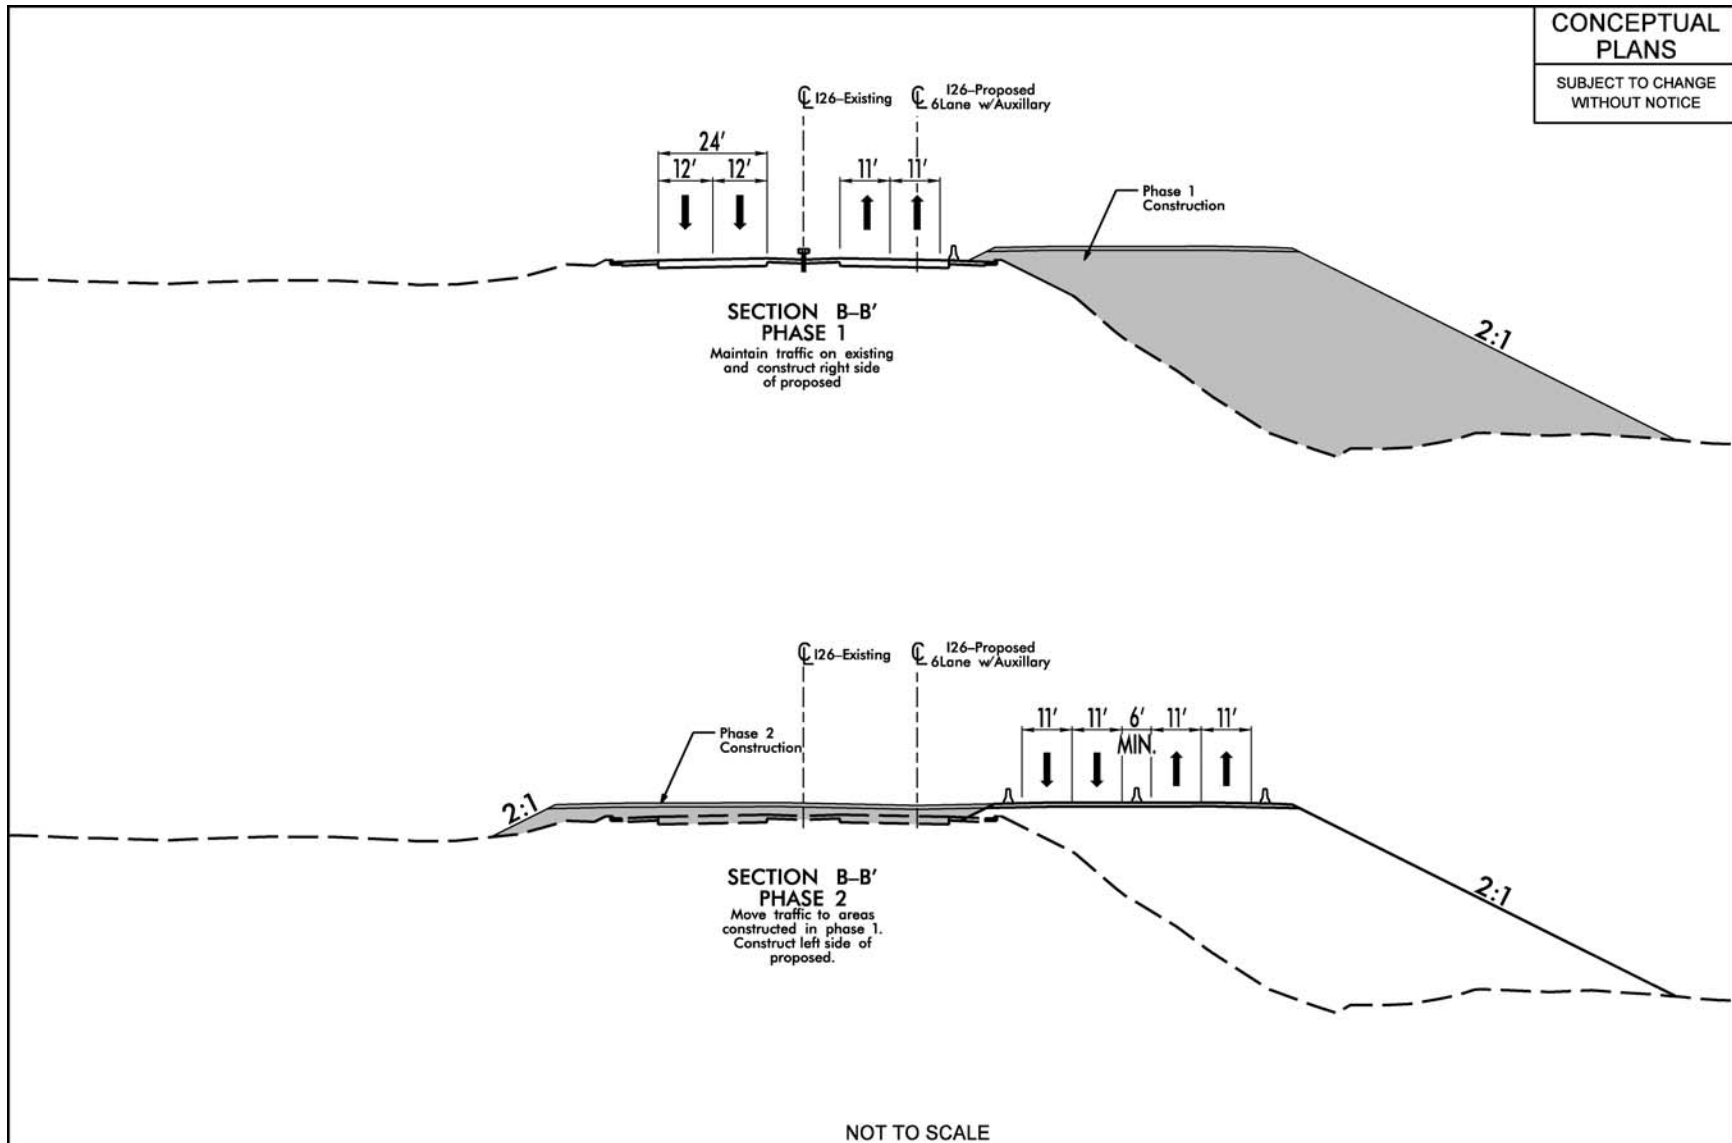 CONCEPTUAL
PLANS
SUBJECT TO CHANGE
WITHOUT NOTICE
℄ I26-Existing
℄ I26-Proposed
6Lane w/Auxillary
24'
12' 12' 11' 11'
Phase 1
Construction
2:1
SECTION B-B'
PHASE 1
Maintain traffic on existing
and construct right side
of proposed
℄ I26-Existing
℄ I26-Proposed
6Lane w/Auxillary
11' 11' 6' 11' 11'
MIN.
Phase 2
Construction
2:1
2:1
SECTION B-B'
PHASE 2
Move traffic to areas
constructed in phase 1.
Construct left side of
proposed.
NOT TO SCALE